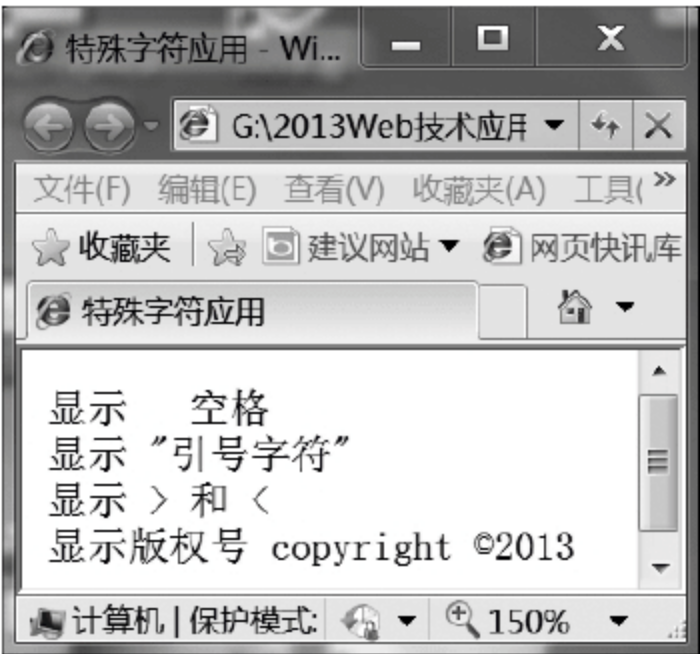 特殊字符应用 - Wi...
G:\2013Web技术应用
文件(F) 编辑(E) 查看(V) 收藏夹(A) 工具( »
收藏夹 建议网站 网页快讯库
特殊字符应用
显示   空格
显示 "引号字符"
显示 > 和 <
显示版权号 copyright ©2013
计算机 | 保护模式: 150%